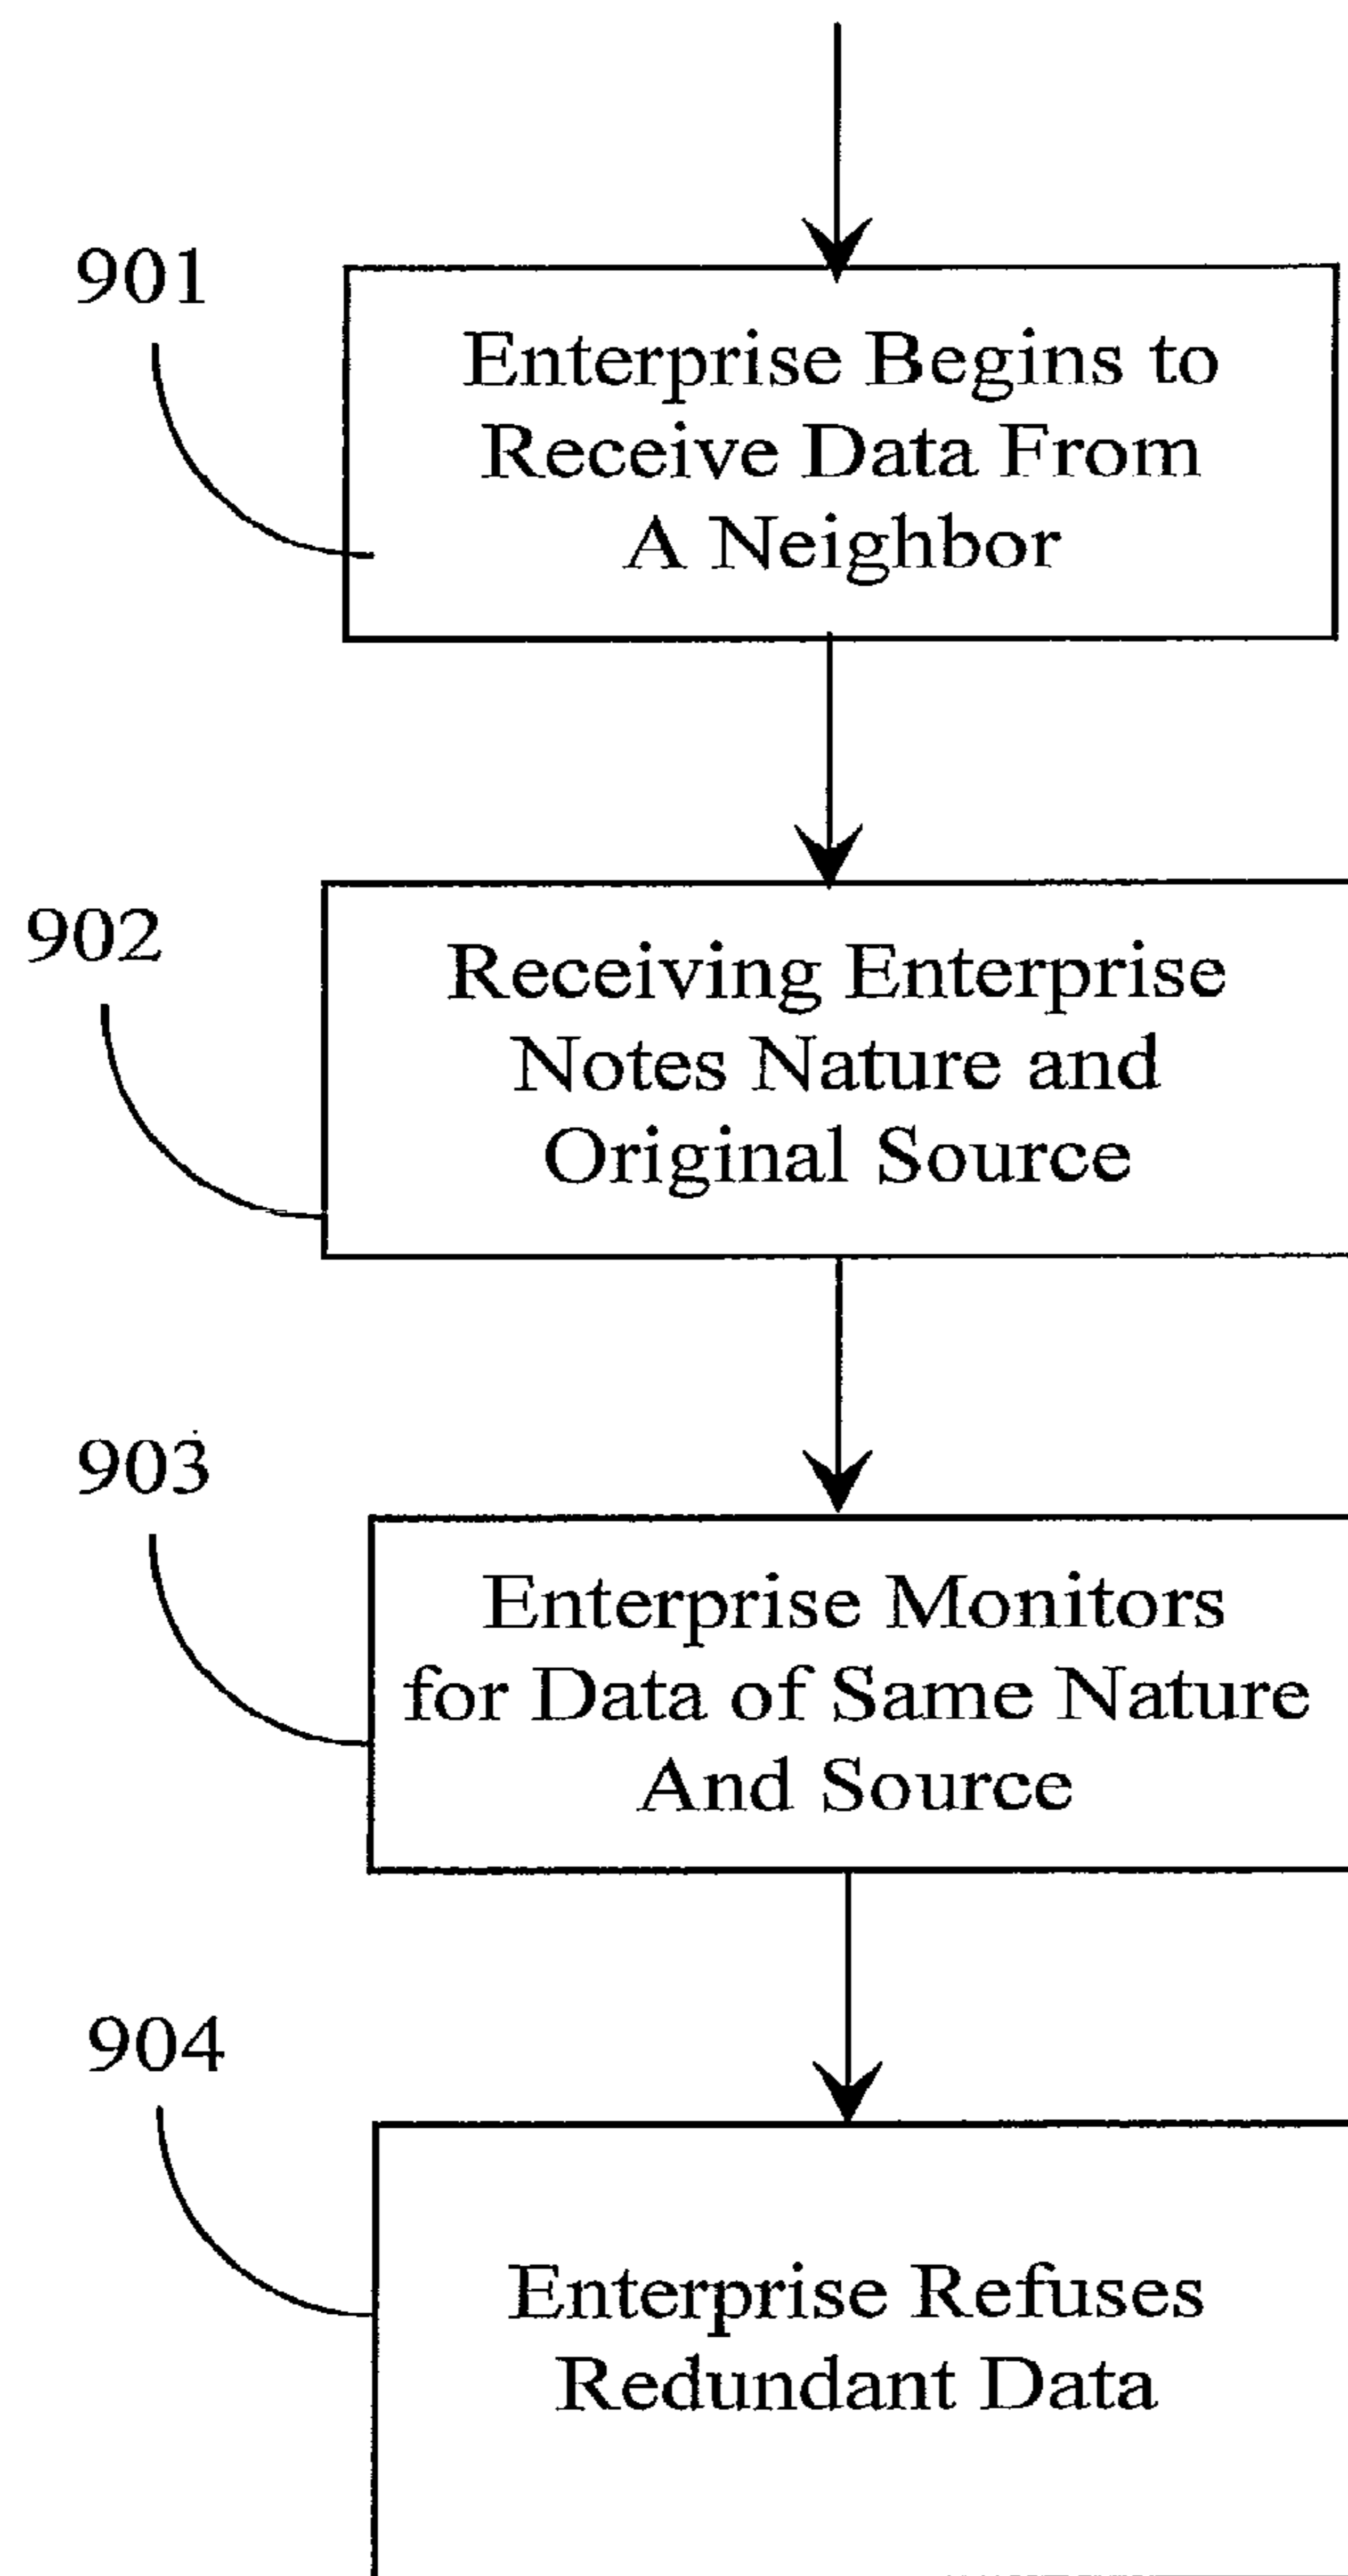 901
Enterprise Begins to
Receive Data From
A Neighbor
902
Receiving Enterprise
Notes Nature and
Original Source
903
Enterprise Monitors
for Data of Same Nature
And Source
904
Enterprise Refuses
Redundant Data